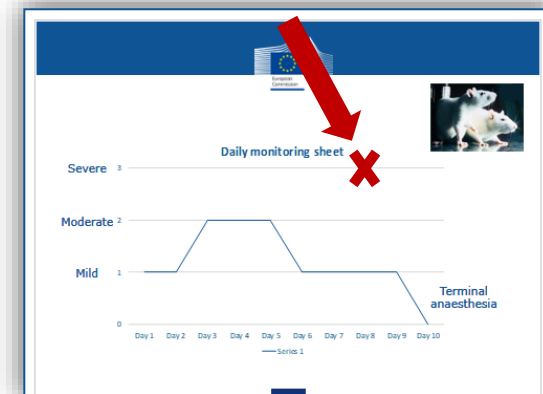 European
Commission
Daily monitoring sheet
Severe 3
Moderate 2
Mild 1
Terminal
anaesthesia
0
Day 1 Day 2 Day 3 Day 4 Day 5 Day 6 Day 7 Day 8 Day 9 Day 10
Series 1